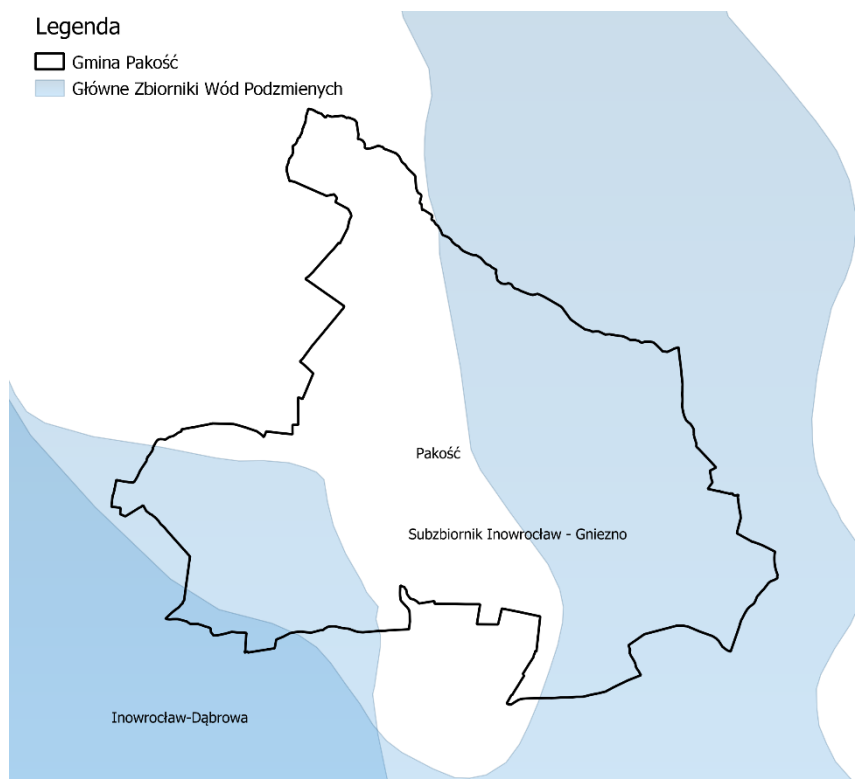 Legenda
Gmina Pakość
Główne Zbiorniki Wód Podzmienych
Pakość
Subzbiornik Inowrocław - Gniezno
Inowrocław-Dąbrowa